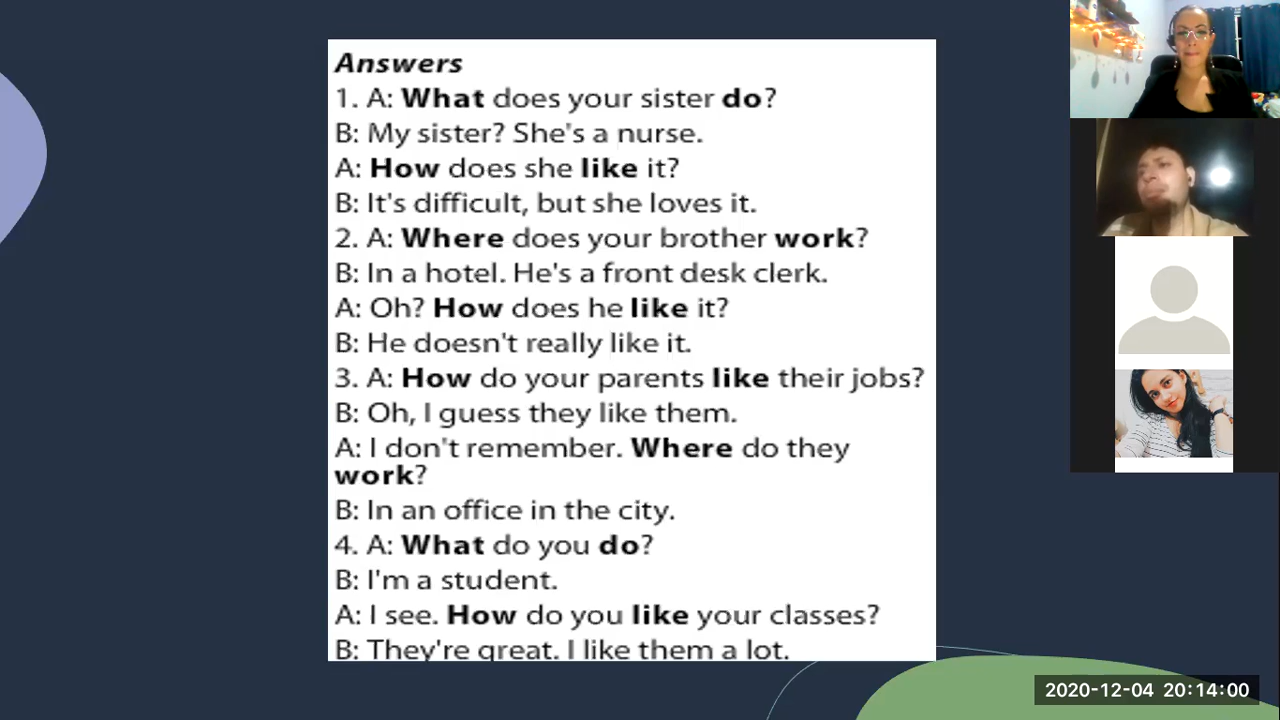 Answers
1. A: What does your sister do?
B: My sister? She's a nurse.
A: How does she like it?
B: It's difficult, but she loves it.
2. A: Where does your brother work?
B: In a hotel. He's a front desk clerk.
A: Oh? How does he like it?
B: He doesn't really like it.
3. A: How do your parents like their jobs?
B: Oh, I guess they like them.
A: I don't remember. Where do they
work?
B: In an office in the city.
4. A: What do you do?
B: I'm a student.
A: I see. How do you like your classes?
B: They're great. I like them a lot.
2020-12-04 20:14:00